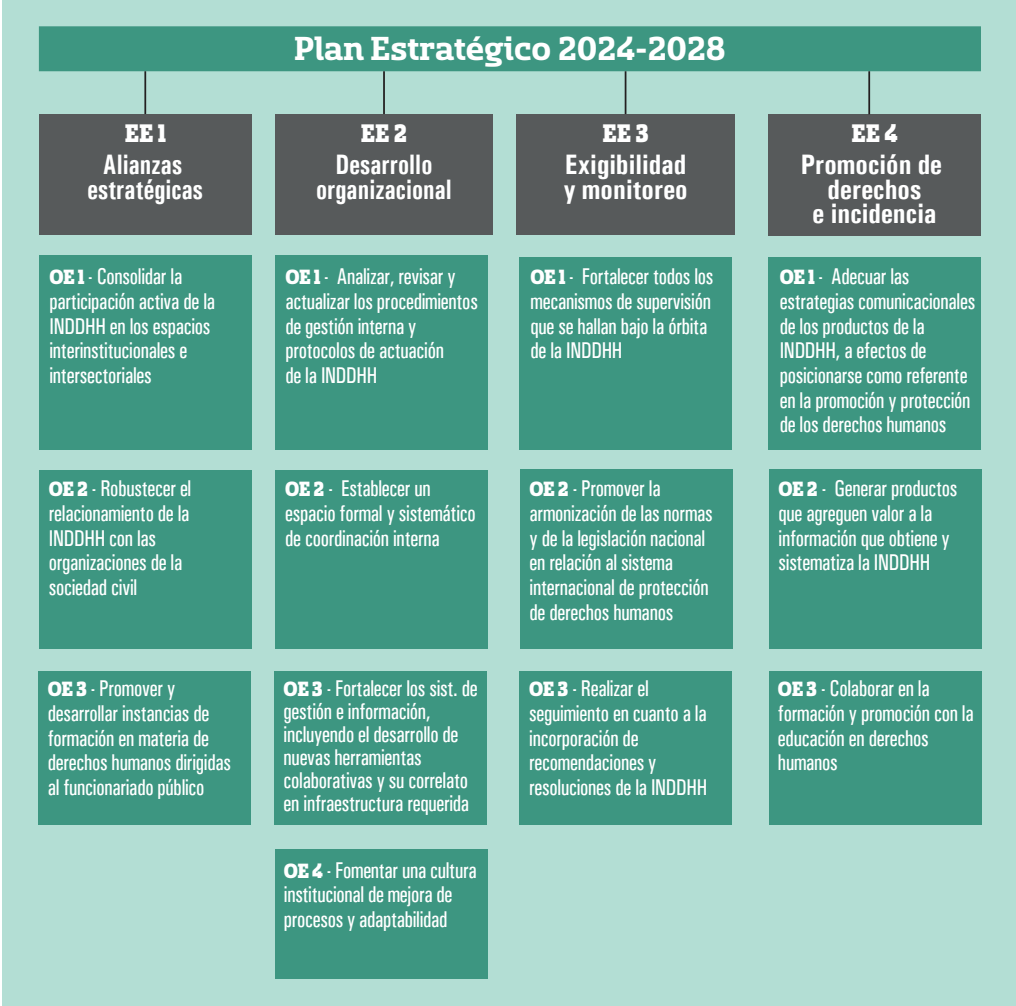 Plan Estratégico 2024-2028
EE 1
Alianzas
estratégicas
OE 1 - Consolidar la
participación activa de la
INDDHH en los espacios
interinstitucionales e
intersectoriales
OE 2 - Robustecer el
relacionamiento de la
INDDHH con las
organizaciones de la
sociedad civil
OE 3 - Promover y
desarrollar instancias de
formación en materia de
derechos humanos dirigidas
al funcionariado público
EE 2
Desarrollo
organizacional
OE 1 - Analizar, revisar y
actualizar los procedimientos
de gestión interna y
protocolos de actuación
de la INDDHH
OE 2 - Establecer un
espacio formal y sistemático
de coordinación interna
OE 3 - Fortalecer los sist. de
gestión e información,
incluyendo el desarrollo de
nuevas herramientas
colaborativas y su correlato
en infraestructura requerida
OE 4 - Fomentar una cultura
institucional de mejora de
procesos y adaptabilidad
EE 3
Exigibilidad
y monitoreo
OE 1 - Fortalecer todos los
mecanismos de supervisión
que se hallan bajo la órbita
de la INDDHH
OE 2 - Promover la
armonización de las normas
y de la legislación nacional
en relación al sistema
internacional de protección
de derechos humanos
OE 3 - Realizar el
seguimiento en cuanto a la
incorporación de
recomendaciones y
resoluciones de la INDDHH
EE 4
Promoción de
derechos
e incidencia
OE 1 - Adecuar las
estrategias comunicacionales
de los productos de la
INDDHH, a efectos de
posicionarse como referente
en la promoción y protección
de los derechos humanos
OE 2 - Generar productos
que agreguen valor a la
información que obtiene y
sistematiza la INDDHH
OE 3 - Colaborar en la
formación y promoción con la
educación en derechos
humanos